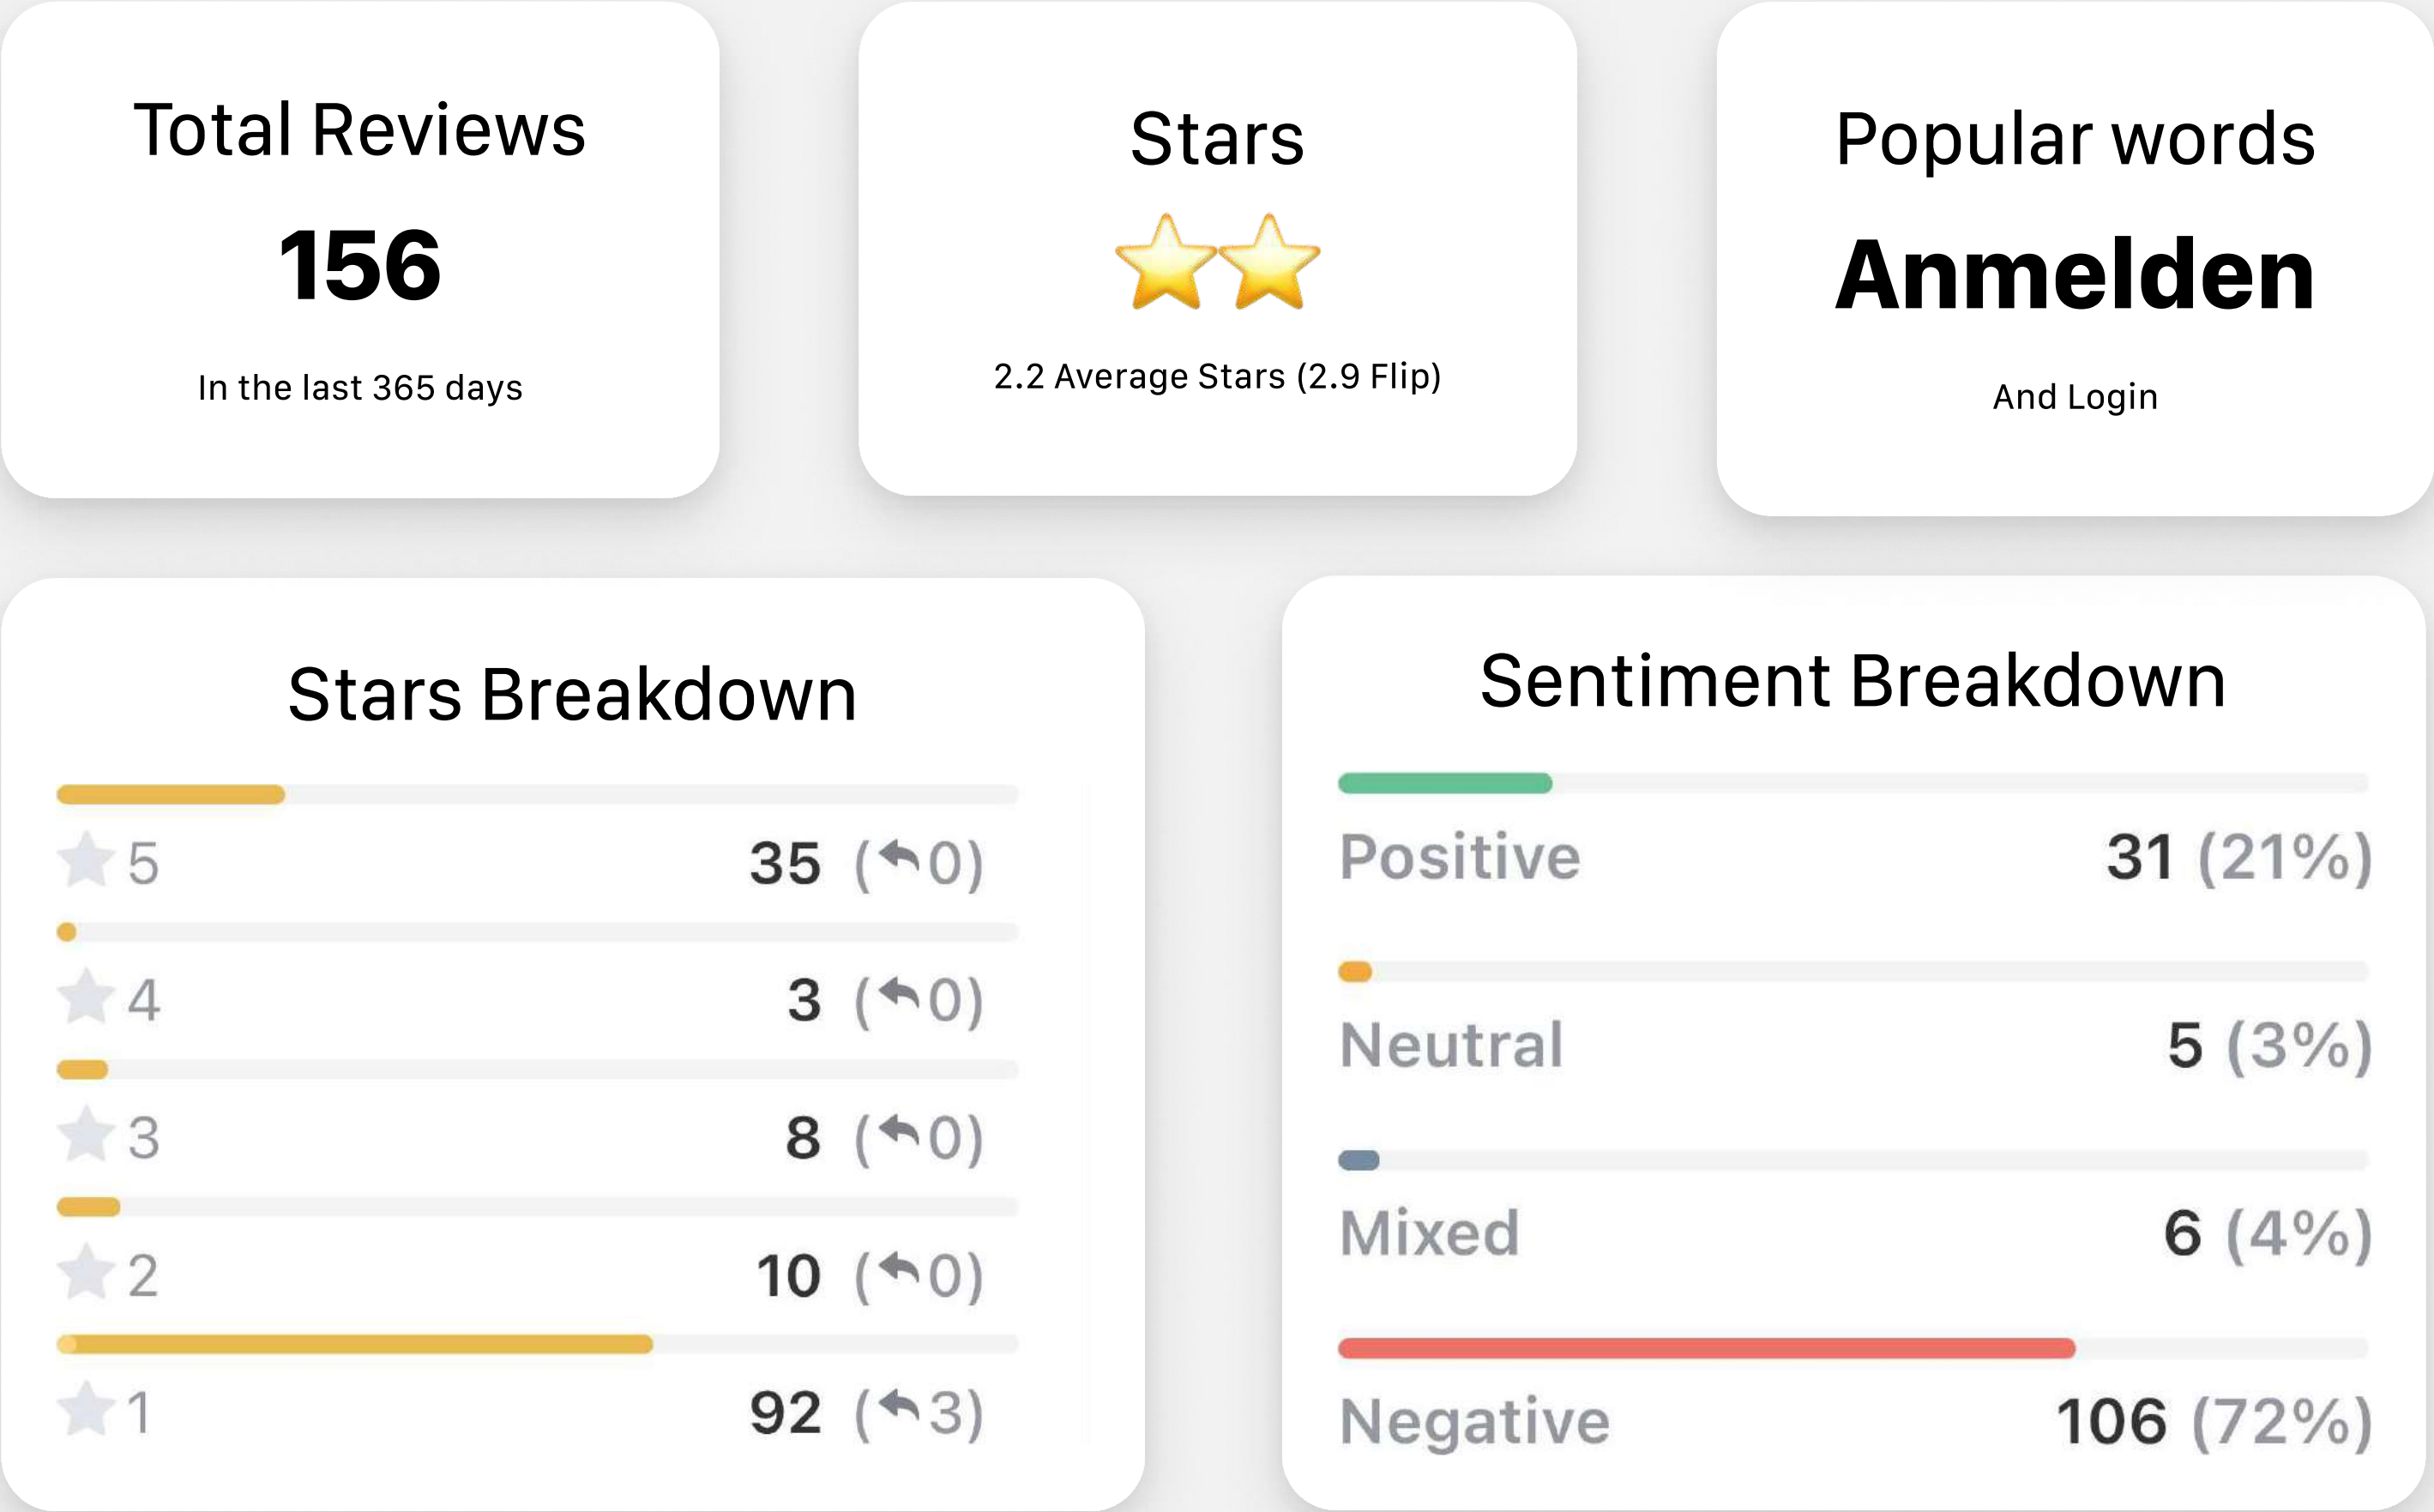 Total Reviews
156
In the last 365 days
Stars
2.2 Average Stars (2.9 Flip)
Popular words
Anmelden
And Login
Stars Breakdown
5 35 (0)
4 3 (0)
3 8 (0)
2 10 (0)
1 92 (3)
Sentiment Breakdown
Positive 31 (21%)
Neutral 5 (3%)
Mixed 6 (4%)
Negative 106 (72%)